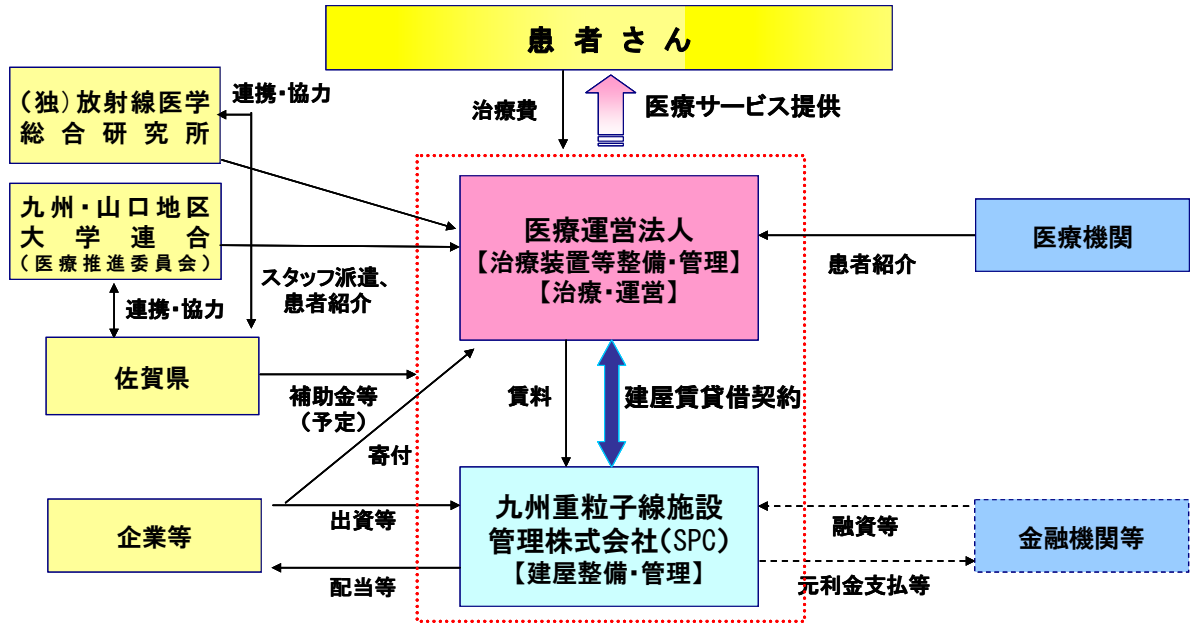 患者さん
(独)放射線医学
総合研究所
連携・協力
治療費
医療サービス提供
九州・山口地区
大学連合
(医療推進委員会)
医療運営法人
【治療装置等整備・管理】
【治療・運営】
医療機関
患者紹介
スタッフ派遣、
患者紹介
連携・協力
佐賀県
補助金等
(予定)
賃料
建屋賃貸借契約
寄付
企業等
出資等
配当等
九州重粒子線施設
管理株式会社(SPC)
【建屋整備・管理】
融資等
元利金支払等
金融機関等